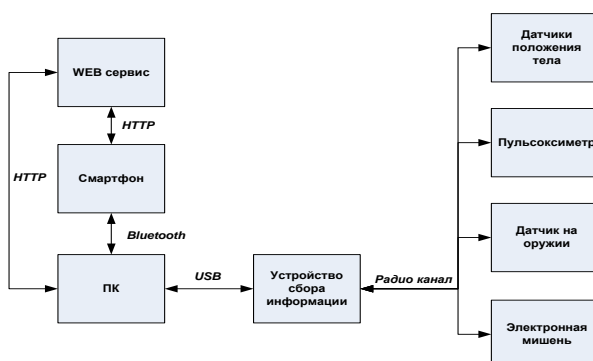 WEB сервис
HTTP
Смартфон
HTTP
Bluetooth
ПК
USB
Устройство
сбора
информации
Радио канал
Датчики
положения
тела
Пульсоксиметр
Датчик на
оружии
Электронная
мишень